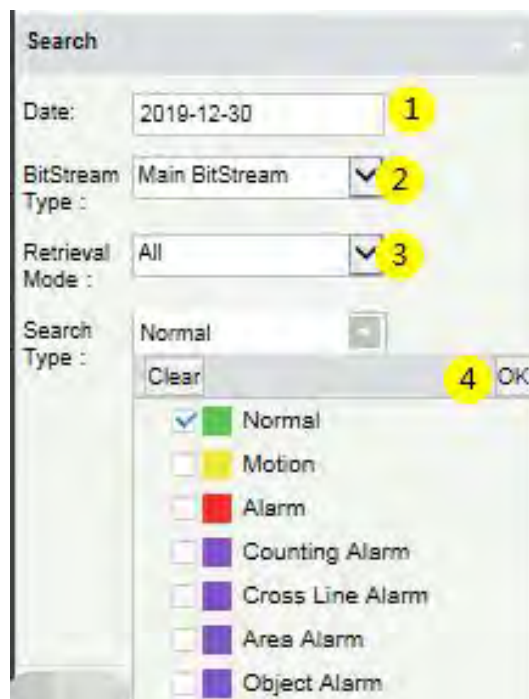 Search
Date: 2019-12-30 1
BitStream Type : Main BitStream 2
Retrieval Mode : All 3
Search Type : Normal
Clear 4 OK
Normal
Motion
Alarm
Counting Alarm
Cross Line Alarm
Area Alarm
Object Alarm